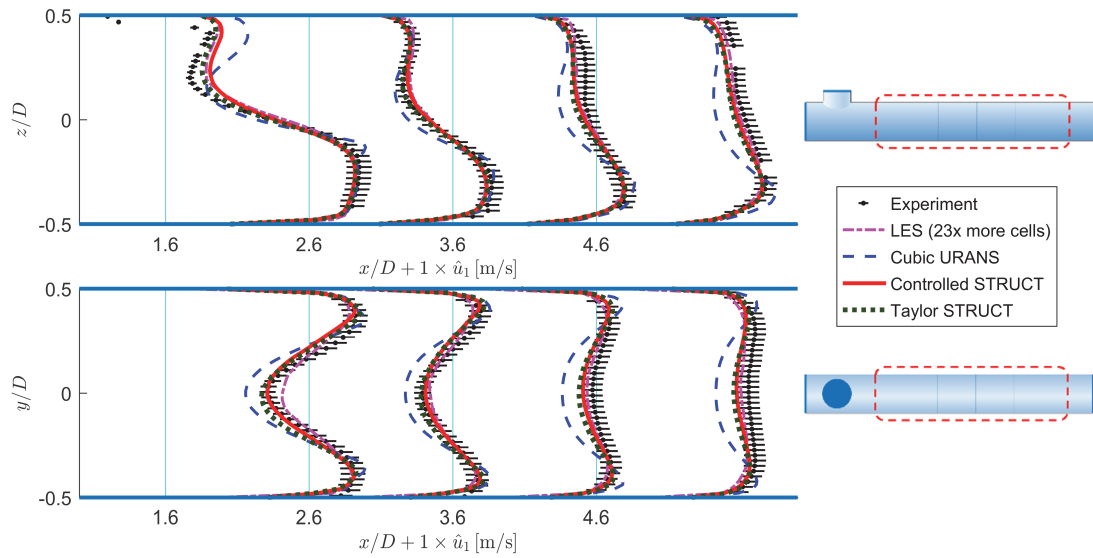 0.5
z/D
0
-0.5
1.6 2.6 3.6 4.6
x/D + 1 × û₁ [m/s]
0.5
y/D
0
-0.5
1.6 2.6 3.6 4.6
x/D + 1 × û₁ [m/s]
Experiment
LES (23x more cells)
Cubic URANS
Controlled STRUCT
Taylor STRUCT